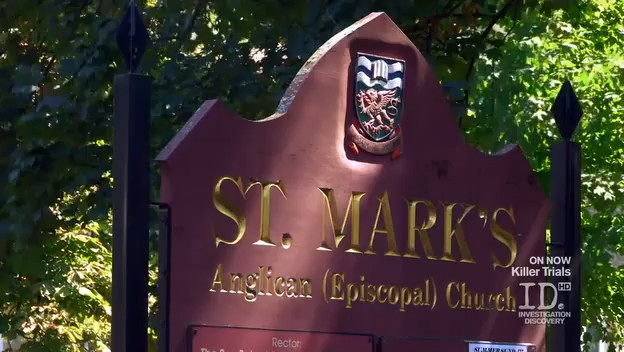 ST. MARK'S
Anglican (Episcopal) Church
Rector:
ON NOW
Killer Trials
ID. HD
INVESTIGATION
DISCOVERY